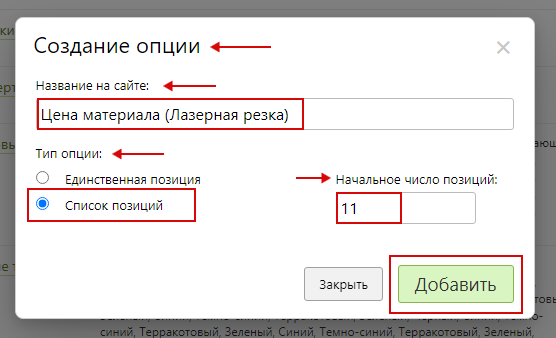 Создание опции
Название на сайте:
Цена материала (Лазерная резка)
Тип опции:
Единственная позиция
Начальное число позиций:
Список позиций
11
Закрыть
Добавить
синий, Терракотовый, Зеленый, Синий, Темно-синий, Терракотовый, Зеленый,